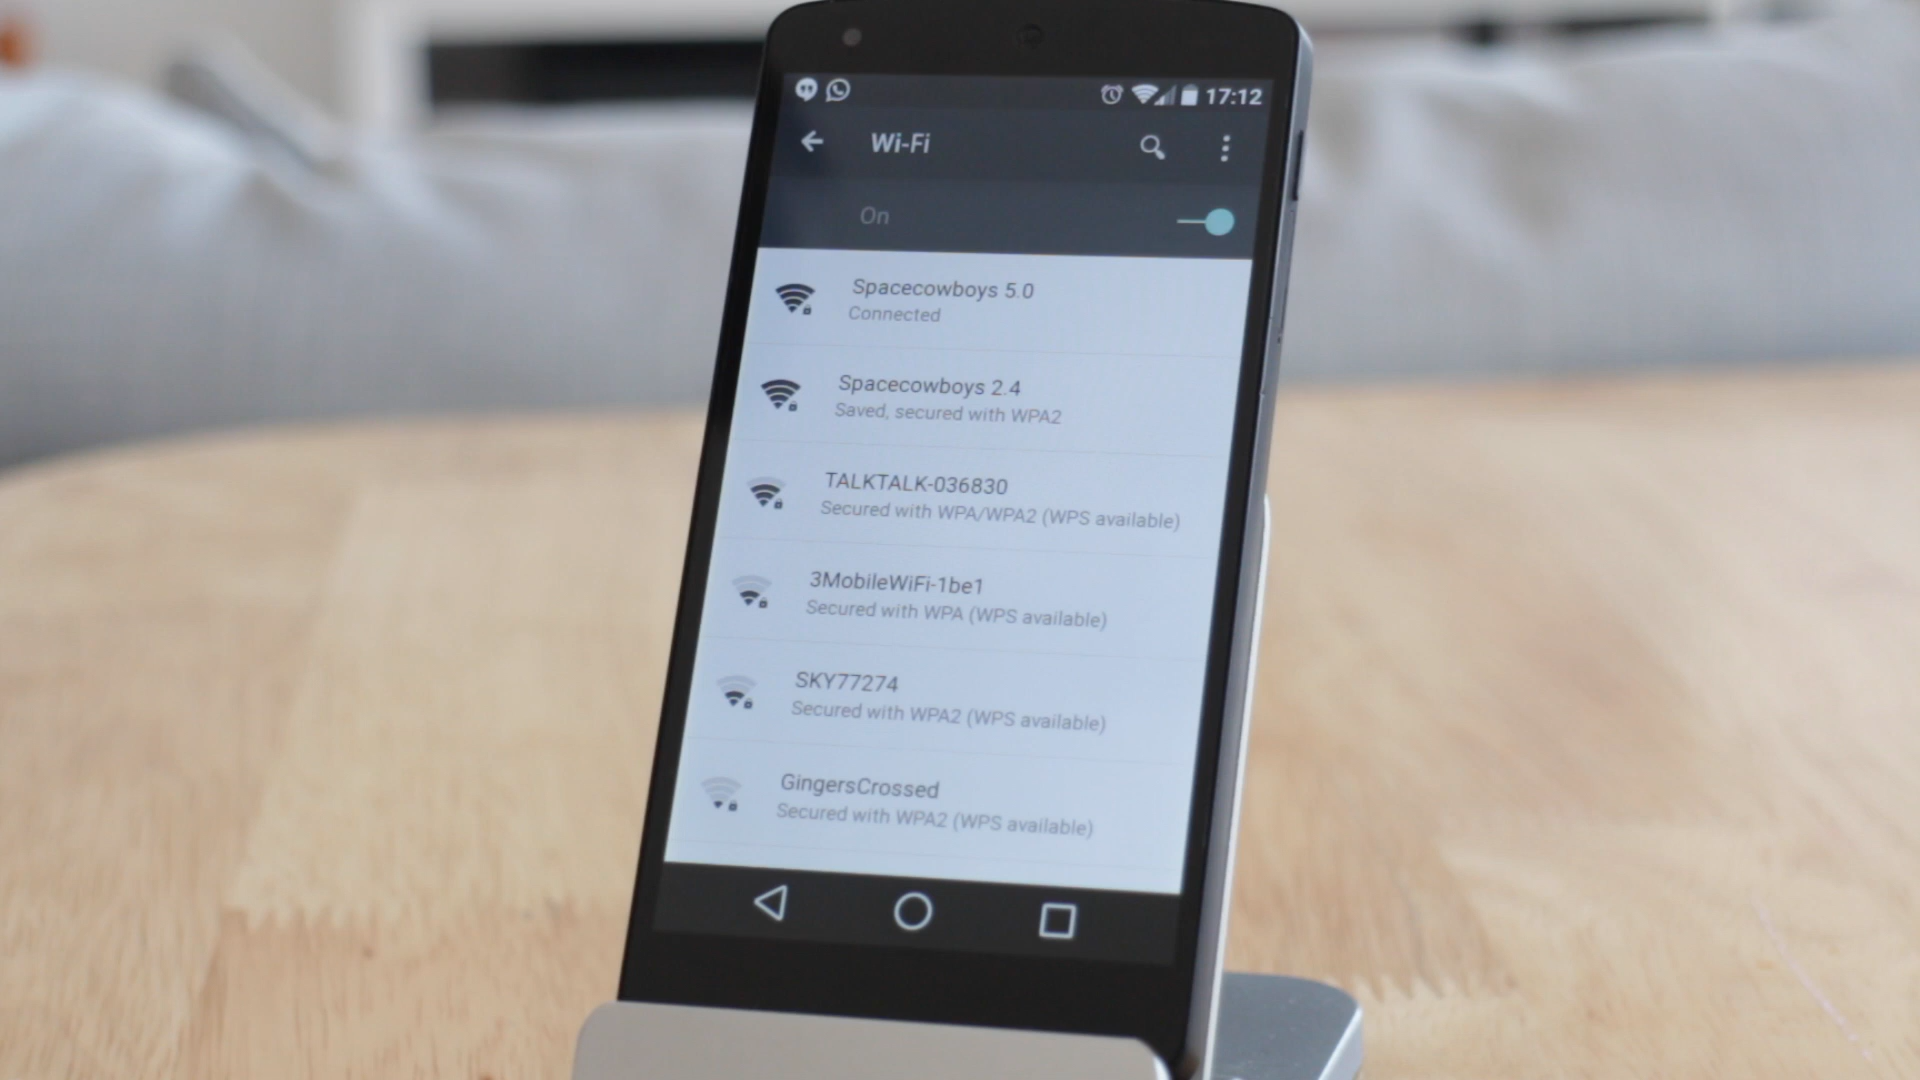 17:12
Wi-Fi
On
Spacecowboys 5.0
Connected
Spacecowboys 2.4
Saved, secured with WPA2
TALKTALK-036830
Secured with WPA/WPA2 (WPS available)
3MobileWiFi-1be1
Secured with WPA (WPS available)
SKY77274
Secured with WPA2 (WPS available)
GingersCrossed
Secured with WPA2 (WPS available)